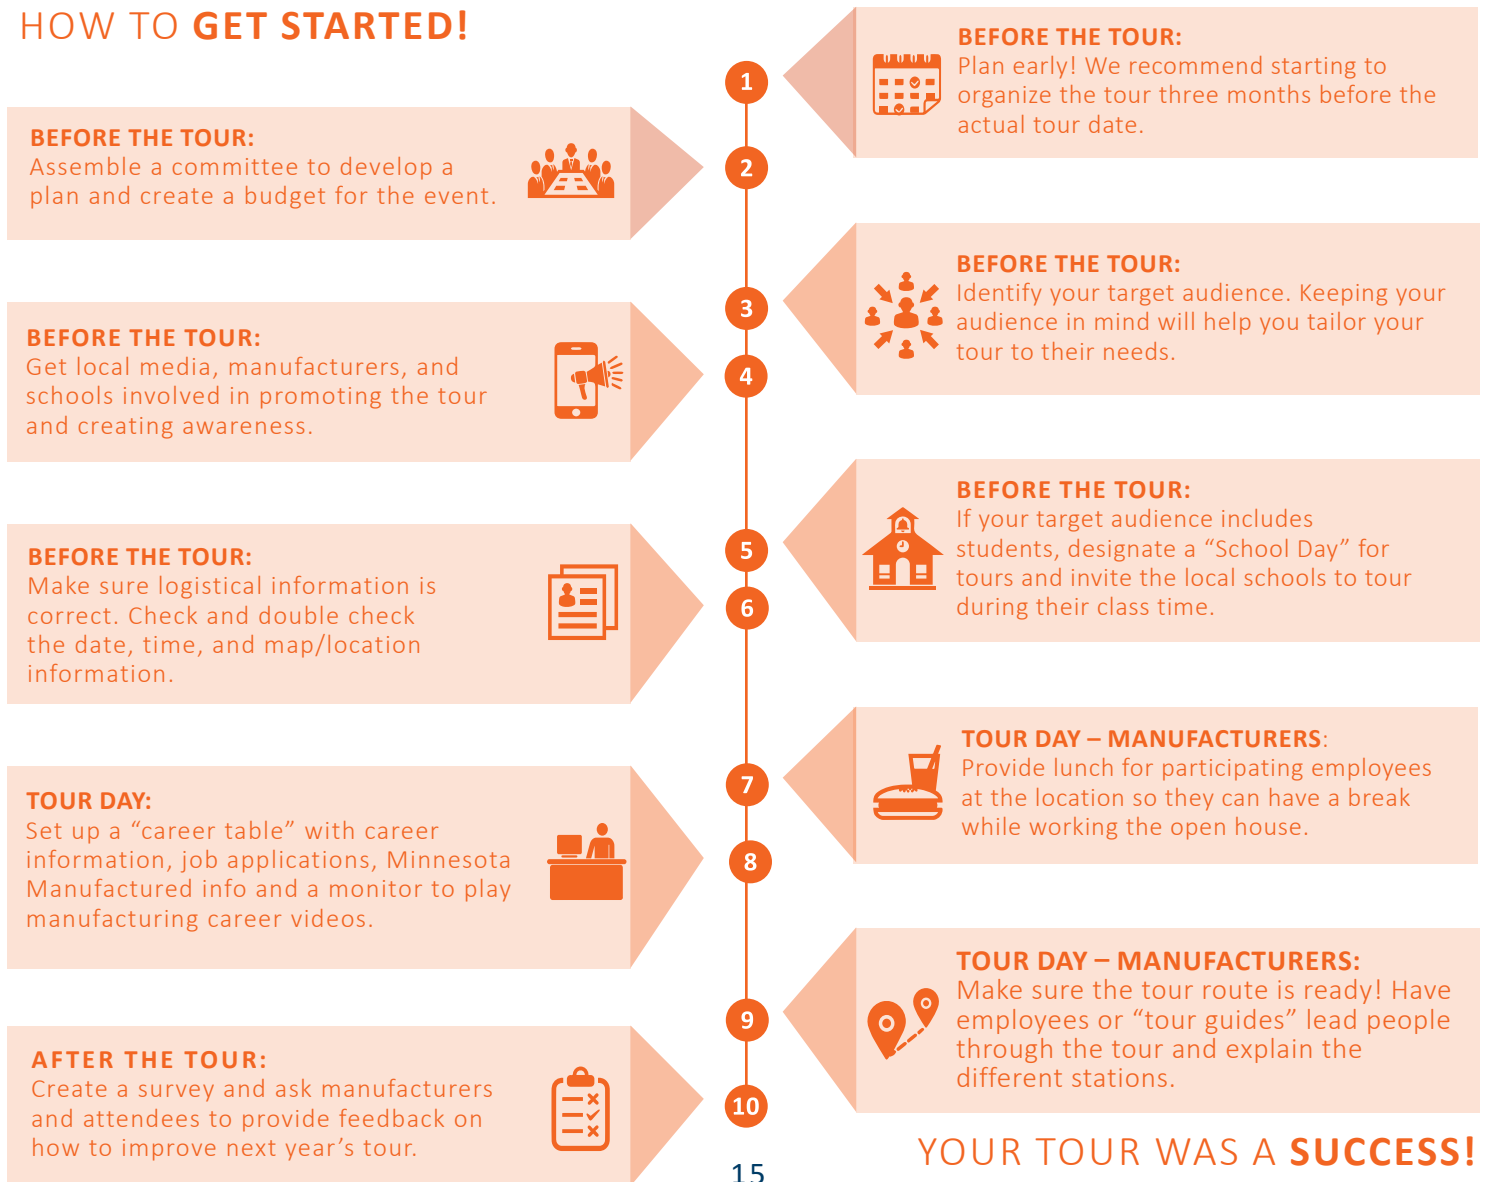 HOW TO GET STARTED!
1
BEFORE THE TOUR:
Plan early! We recommend starting to
organize the tour three months before the
actual tour date.
2
BEFORE THE TOUR:
Assemble a committee to develop a
plan and create a budget for the event.
3
BEFORE THE TOUR:
Identify your target audience. Keeping your
audience in mind will help you tailor your
tour to their needs.
4
BEFORE THE TOUR:
Get local media, manufacturers, and
schools involved in promoting the tour
and creating awareness.
5
BEFORE THE TOUR:
If your target audience includes
students, designate a “School Day” for
tours and invite the local schools to tour
during their class time.
6
BEFORE THE TOUR:
Make sure logistical information is
correct. Check and double check
the date, time, and map/location
information.
7
TOUR DAY – MANUFACTURERS:
Provide lunch for participating employees
at the location so they can have a break
while working the open house.
8
TOUR DAY:
Set up a “career table” with career
information, job applications, Minnesota
Manufactured info and a monitor to play
manufacturing career videos.
9
TOUR DAY – MANUFACTURERS:
Make sure the tour route is ready! Have
employees or “tour guides” lead people
through the tour and explain the
different stations.
10
AFTER THE TOUR:
Create a survey and ask manufacturers
and attendees to provide feedback on
how to improve next year’s tour.
YOUR TOUR WAS A SUCCESS!
15